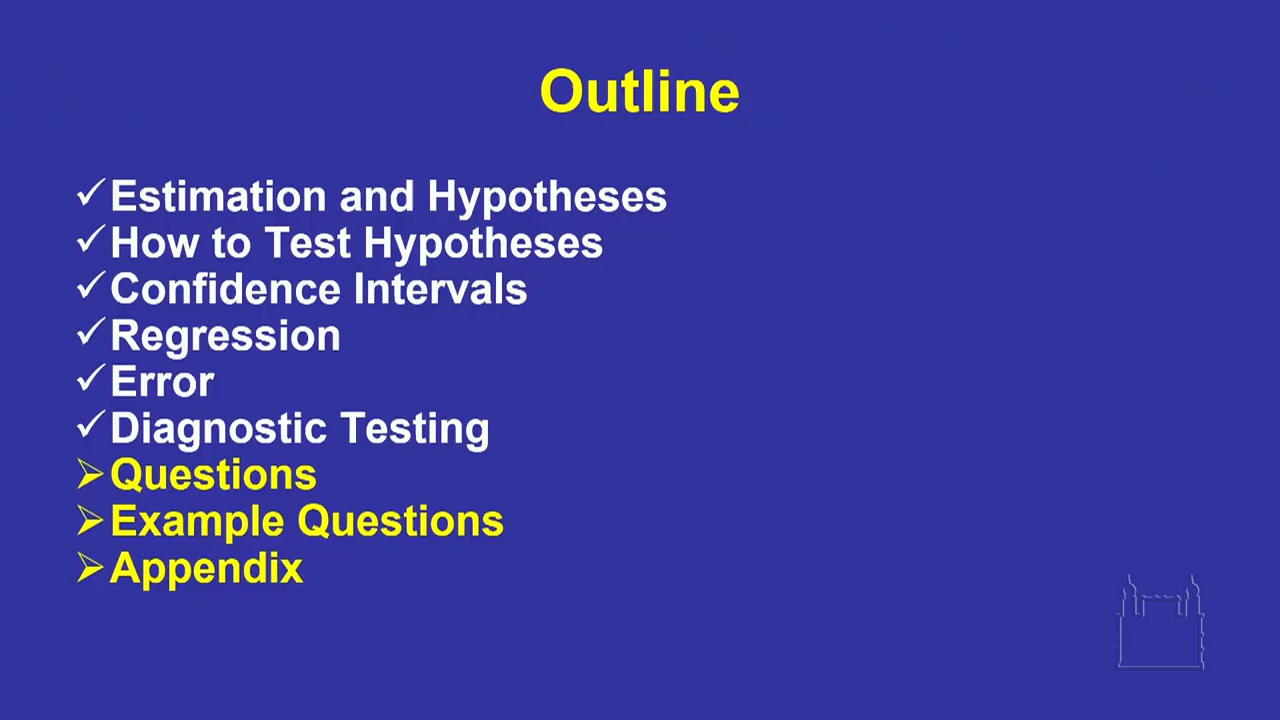 Outline
✓Estimation and Hypotheses
✓How to Test Hypotheses
✓Confidence Intervals
✓Regression
✓Error
✓Diagnostic Testing
➢Questions
➢Example Questions
➢Appendix